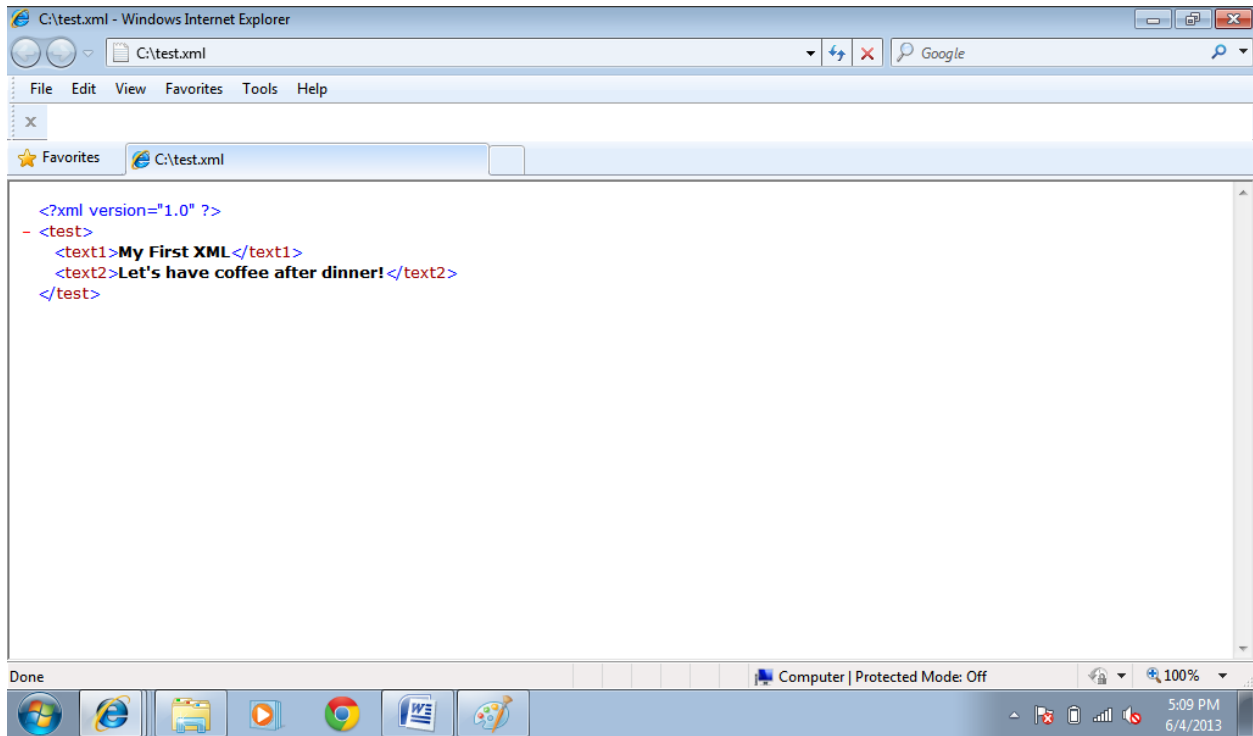 C:\test.xml - Windows Internet Explorer
C:\test.xml
Google
File Edit View Favorites Tools Help
x
Favorites
C:\test.xml
<?xml version="1.0" ?>
- <test>
<text1>My First XML</text1>
<text2>Let's have coffee after dinner!</text2>
</test>
Done
Computer | Protected Mode: Off
100%
5:09 PM
6/4/2013